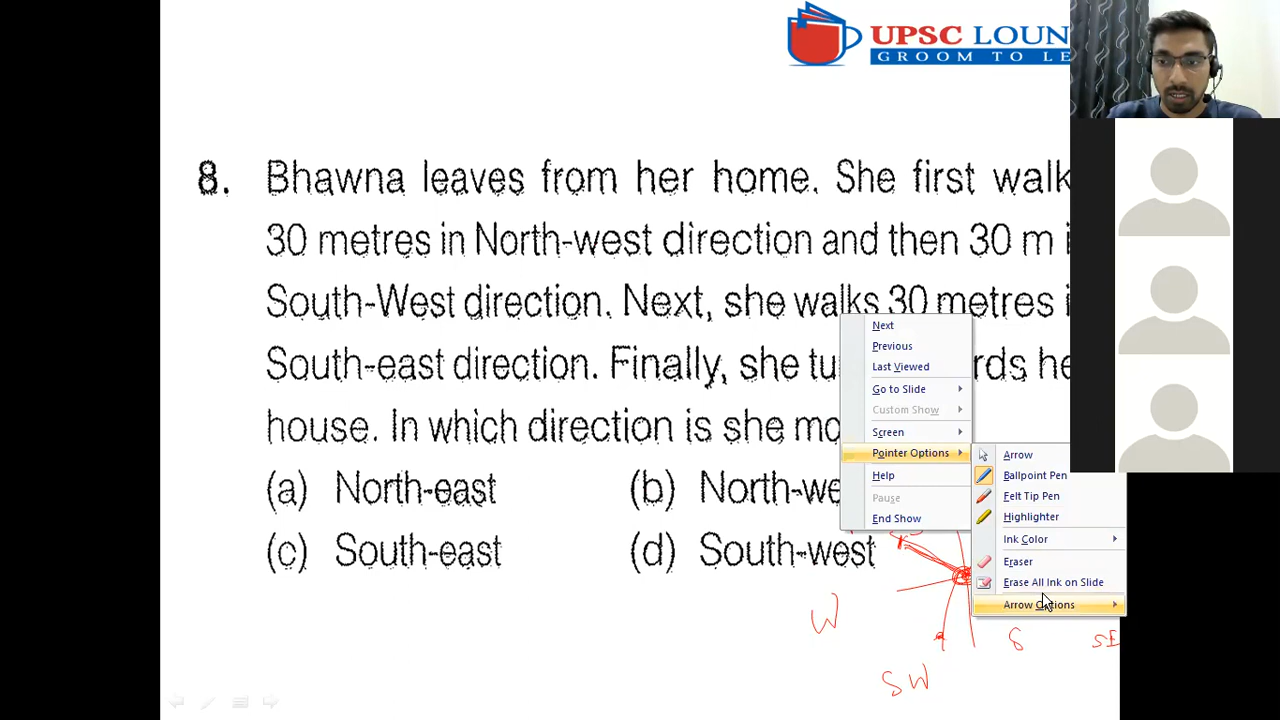 UPSC LOUN
GROOM TO LE
8. Bhawna leaves from her home. She first walk
30 metres in North-west direction and then 30 m i
South-West direction. Next, she walks 30 metres i
South-east direction. Finally, she tu rds he
house. In which direction is she mo
(a) North-east (b) North-we
(c) South-east (d) South-west
Next
Previous
Last Viewed
Go to Slide
Custom Show
Screen
Pointer Options
Help
Pause
End Show
Arrow
Ballpoint Pen
Felt Tip Pen
Highlighter
Ink Color
Eraser
Erase All Ink on Slide
Arrow Options
W
S
SE
SW